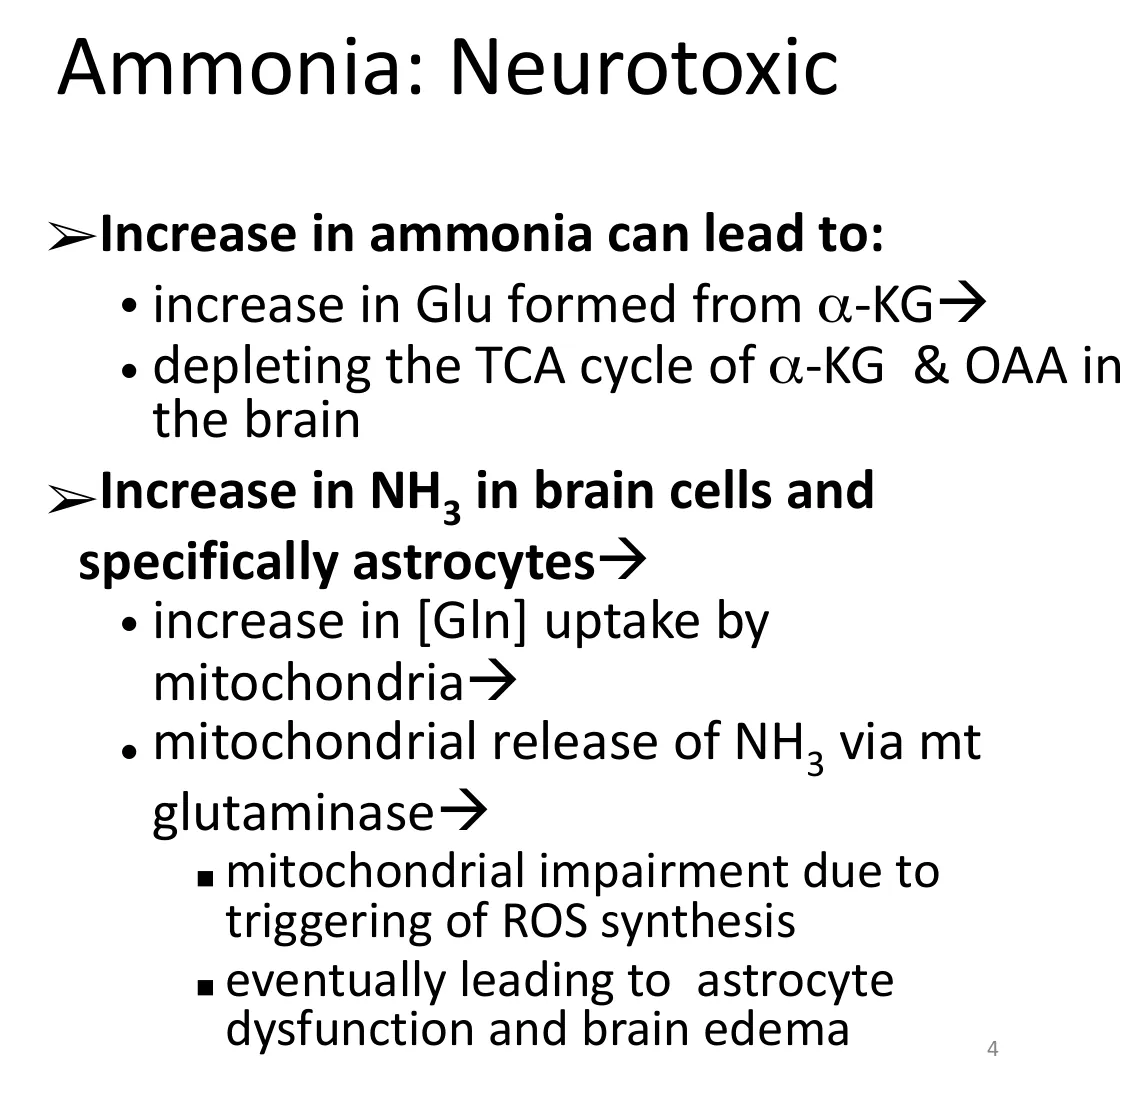 Ammonia: Neurotoxic
➢Increase in ammonia can lead to:
• increase in Glu formed from α-KG→
• depleting the TCA cycle of α-KG & OAA in
the brain
➢Increase in NH₃ in brain cells and
specifically astrocytes→
• increase in [Gln] uptake by
mitochondria→
• mitochondrial release of NH₃ via mt
glutaminase→
▪ mitochondrial impairment due to
triggering of ROS synthesis
▪ eventually leading to astrocyte
dysfunction and brain edema
4